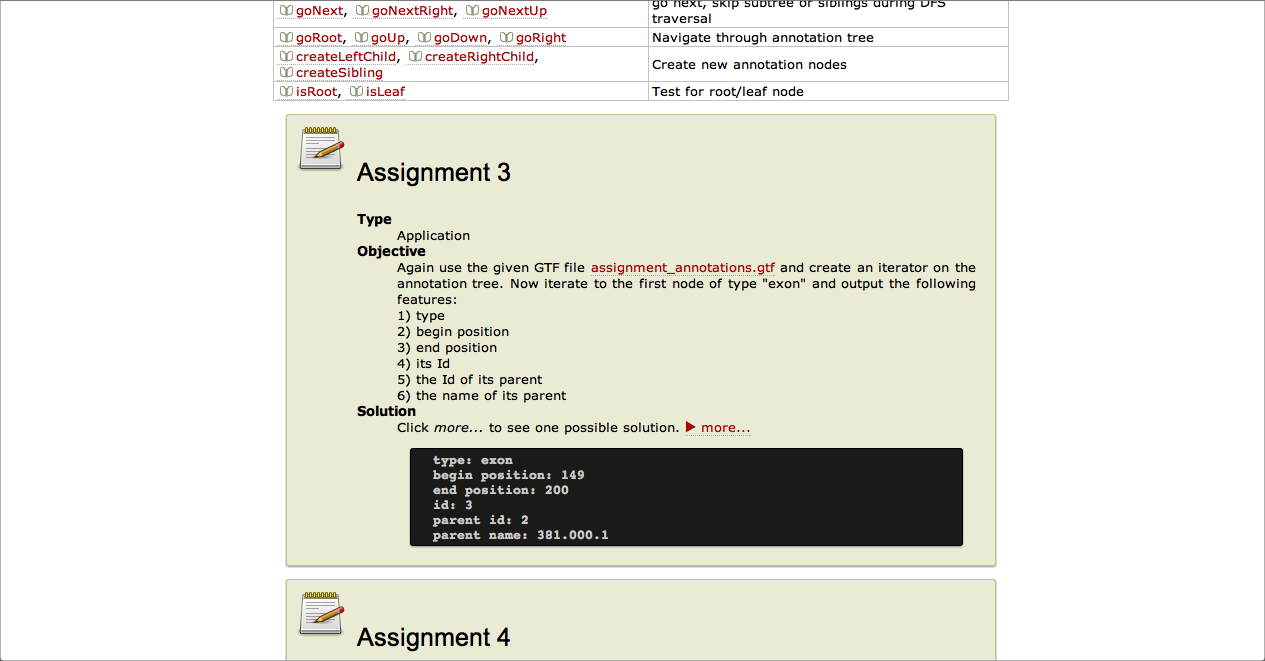 goNext, goNextRight, goNextUp
go next, skip subtree or siblings during DFS
traversal
goRoot, goUp, goDown, goRight
Navigate through annotation tree
createLeftChild, createRightChild,
createSibling
Create new annotation nodes
isRoot, isLeaf
Test for root/leaf node
Assignment 3
Type
Application
Objective
Again use the given GTF file assignment_annotations.gtf and create an iterator on the
annotation tree. Now iterate to the first node of type "exon" and output the following
features:
1) type
2) begin position
3) end position
4) its Id
5) the Id of its parent
6) the name of its parent
Solution
Click more... to see one possible solution. more...
type: exon
begin position: 149
end position: 200
id: 3
parent id: 2
parent name: 381.000.1
Assignment 4